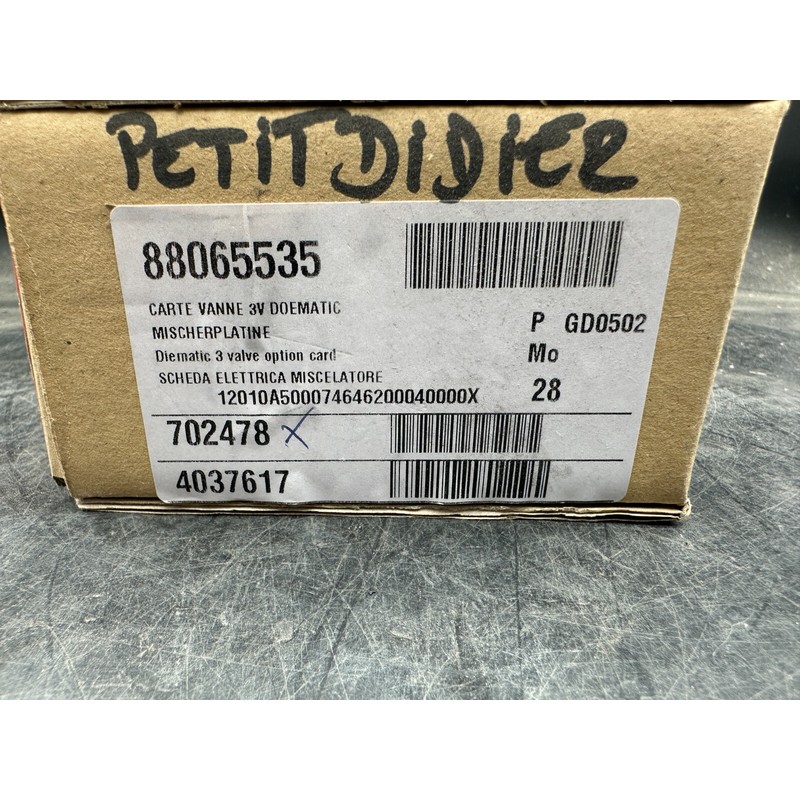 PETITDIDIER
88065535
CARTE VANNE 3V DOEMATIC
MISCHERPLATINE
Diematic 3 valve option card
SCHEDA ELETTRICA MISCELATORE
12010A500074646200040000X
P GD0502
Mo
28
702478 X
4037617